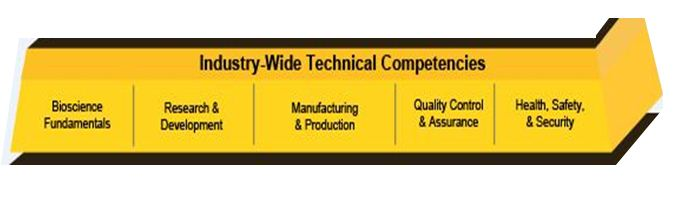 Industry-Wide Technical Competencies
Bioscience
Fundamentals
Research &
Development
Manufacturing
& Production
Quality Control
& Assurance
Health, Safety,
& Security